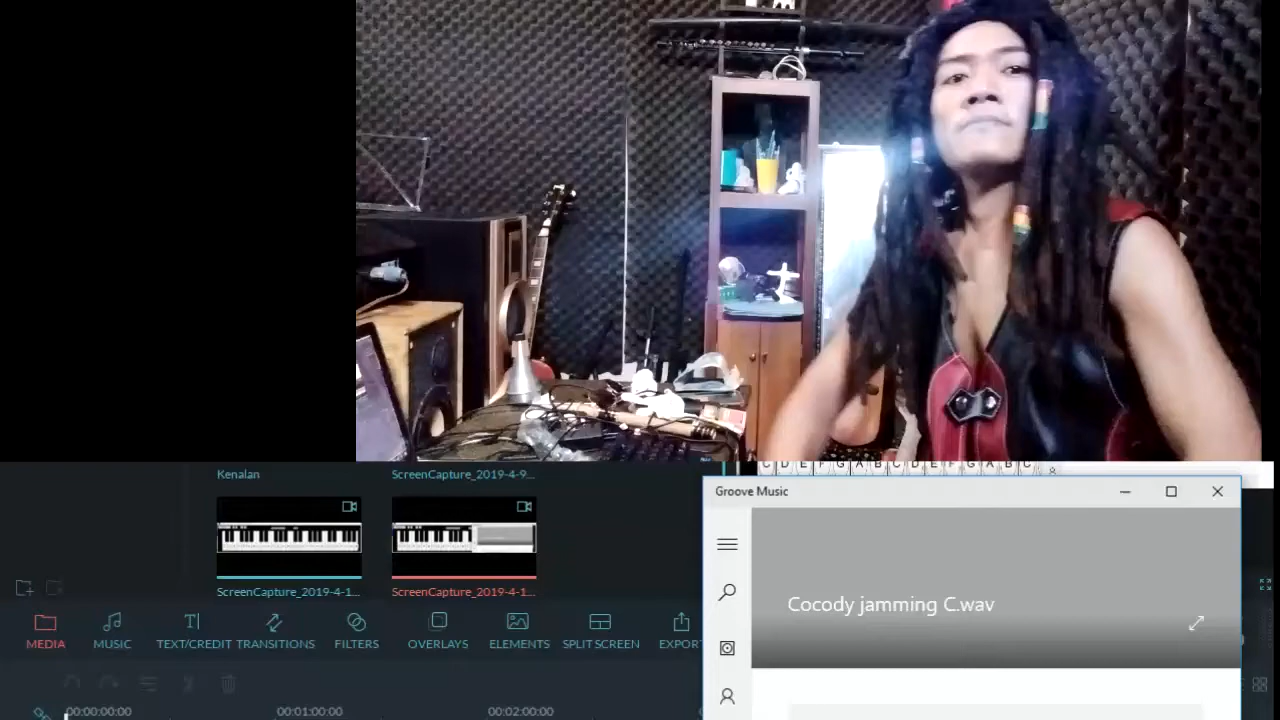 C D E F G A B C D E F G A B C
Kenalan
ScreenCapture_2019-4-9...
Groove Music
Cocody jamming C.wav
ScreenCapture_2019-4-1...
ScreenCapture_2019-4-1...
MEDIA
MUSIC
TEXT/CREDIT
TRANSITIONS
FILTERS
OVERLAYS
ELEMENTS
SPLIT SCREEN
EXPORT
00:00:00:00
00:01:00:00
00:02:00:00